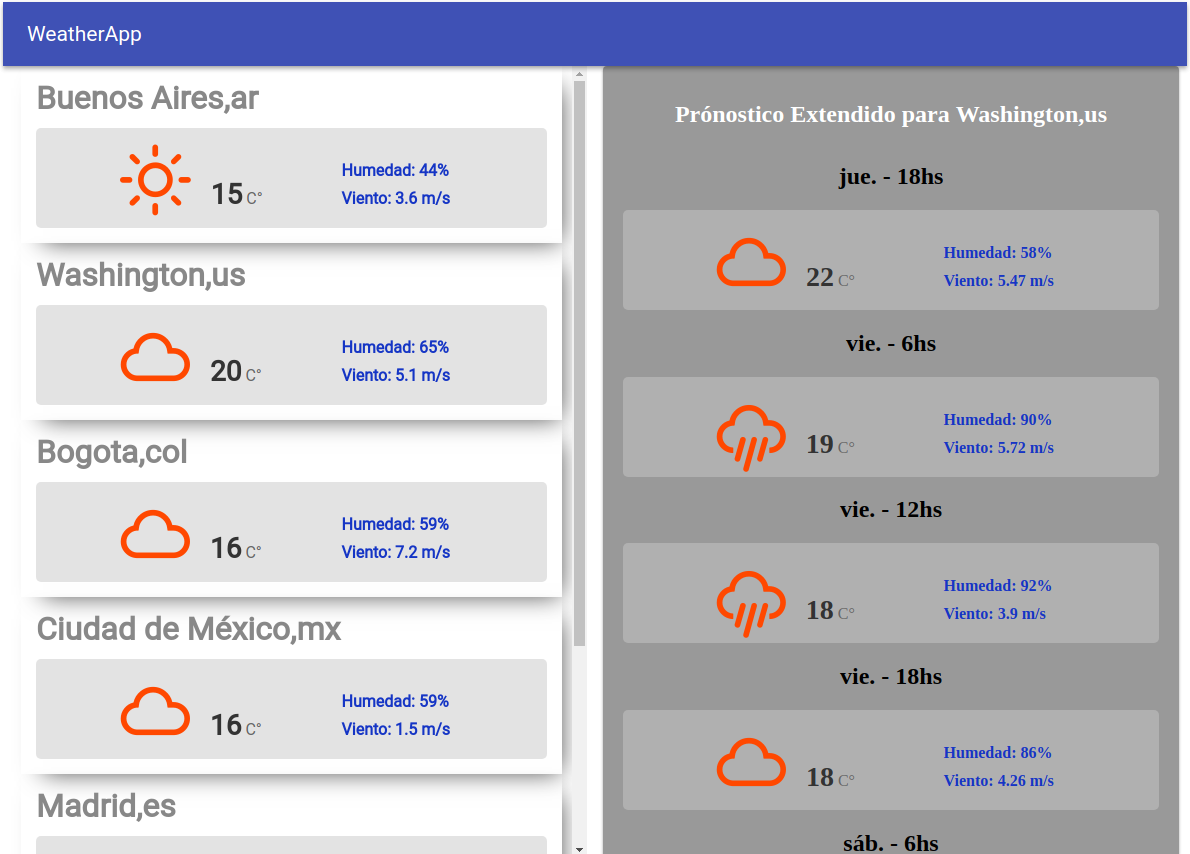 WeatherApp
Buenos Aires,ar
15 C°
Humedad: 44%
Viento: 3.6 m/s
Washington,us
20 C°
Humedad: 65%
Viento: 5.1 m/s
Bogota,col
16 C°
Humedad: 59%
Viento: 7.2 m/s
Ciudad de México,mx
16 C°
Humedad: 59%
Viento: 1.5 m/s
Madrid,es
Prónostico Extendido para Washington,us
jue. - 18hs
22 C°
Humedad: 58%
Viento: 5.47 m/s
vie. - 6hs
19 C°
Humedad: 90%
Viento: 5.72 m/s
vie. - 12hs
18 C°
Humedad: 92%
Viento: 3.9 m/s
vie. - 18hs
18 C°
Humedad: 86%
Viento: 4.26 m/s
sáb. - 6hs